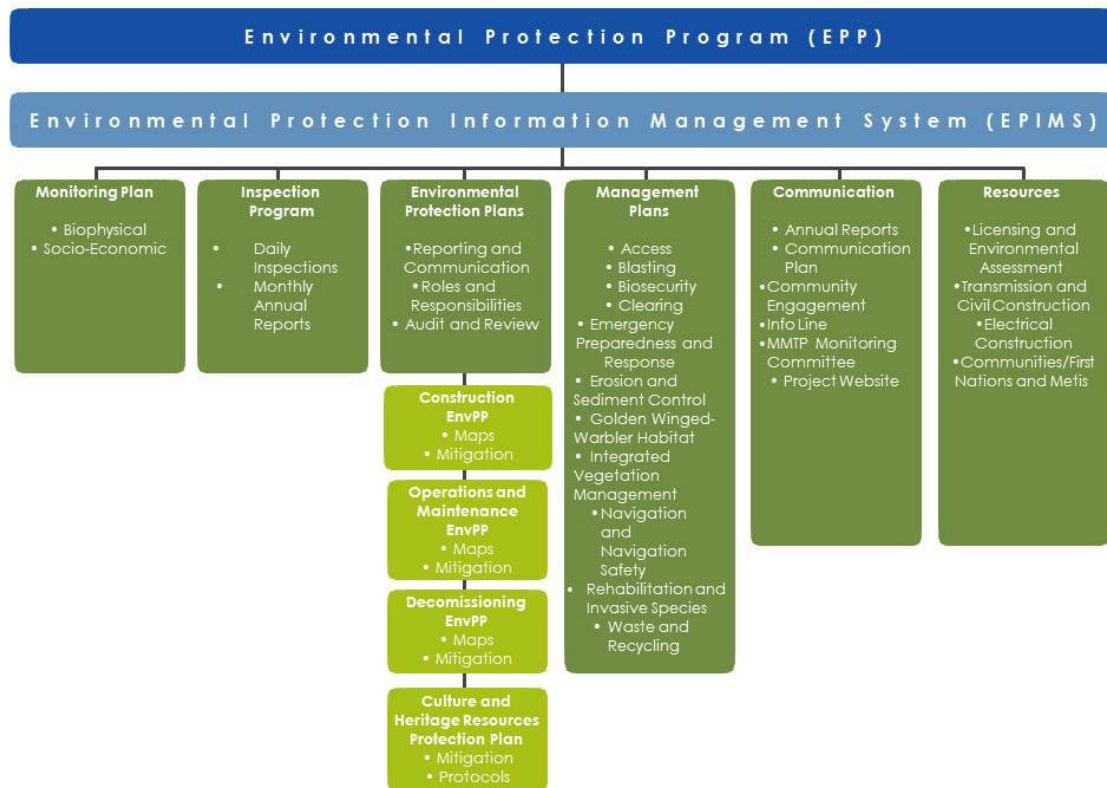 Environmental Protection Program (EPP)
Environmental Protection Information Management System (EPIMS)
Monitoring Plan
• Biophysical
• Socio-Economic
Inspection
Program
• Daily
Inspections
• Monthly
Annual
Reports
Environmental
Protection Plans
•Reporting and
Communication
•Roles and
Responsibilities
• Audit and Review
Construction
EnvPP
• Maps
• Mitigation
Operations and
Maintenance
EnvPP
• Maps
• Mitigation
Decomissioning
EnvPP
• Maps
• Mitigation
Culture and
Heritage Resources
Protection Plan
• Mitigation
• Protocols
Management
Plans
• Access
• Blasting
• Biosecurity
• Clearing
• Emergency
Preparedness and
Response
• Erosion and
Sediment Control
• Golden Winged-
Warbler Habitat
• Integrated
Vegetation
Management
• Navigation
and
Navigation
Safety
• Rehabilitation and
Invasive Species
• Waste and
Recycling
Communication
• Annual Reports
• Communication
Plan
•Community
Engagement
•Info Line
•MMTP Monitoring
Committee
• Project Website
Resources
•Licensing and
Environmental
Assessment
•Transmission and
Civil Construction
•Electrical
Construction
•Communities/First
Nations and Metis